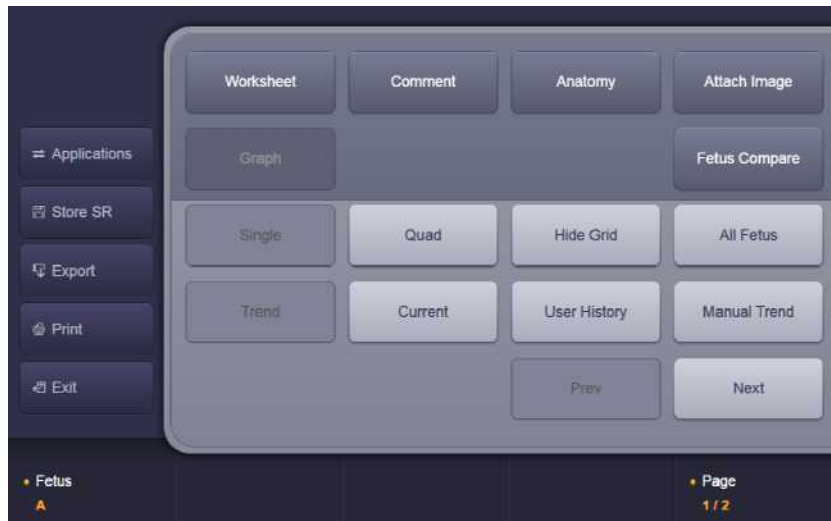 Worksheet Comment Anatomy Attach Image
Applications Graph Fetus Compare
Store SR Single Quad Hide Grid All Fetus
Export
Print Trend Current User History Manual Trend
Exit Prev Next
Fetus Page
A 1 / 2